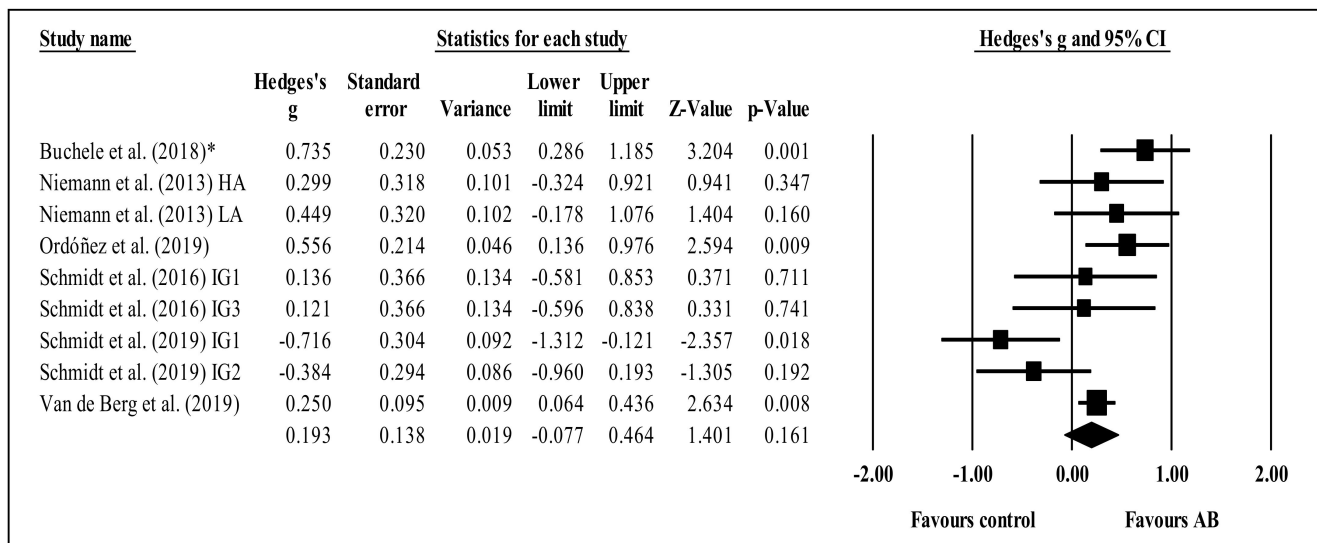 Study name Statistics for each study Hedges's g and 95% CI
Hedges's Standard Lower Upper
g error Variance limit limit Z-Value p-Value
Buchele et al. (2018)* 0.735 0.230 0.053 0.286 1.185 3.204 0.001
Niemann et al. (2013) HA 0.299 0.318 0.101 -0.324 0.921 0.941 0.347
Niemann et al. (2013) LA 0.449 0.320 0.102 -0.178 1.076 1.404 0.160
Ordóñez et al. (2019) 0.556 0.214 0.046 0.136 0.976 2.594 0.009
Schmidt et al. (2016) IG1 0.136 0.366 0.134 -0.581 0.853 0.371 0.711
Schmidt et al. (2016) IG3 0.121 0.366 0.134 -0.596 0.838 0.331 0.741
Schmidt et al. (2019) IG1 -0.716 0.304 0.092 -1.312 -0.121 -2.357 0.018
Schmidt et al. (2019) IG2 -0.384 0.294 0.086 -0.960 0.193 -1.305 0.192
Van de Berg et al. (2019) 0.250 0.095 0.009 0.064 0.436 2.634 0.008
0.193 0.138 0.019 -0.077 0.464 1.401 0.161
-2.00 -1.00 0.00 1.00 2.00
Favours control Favours AB